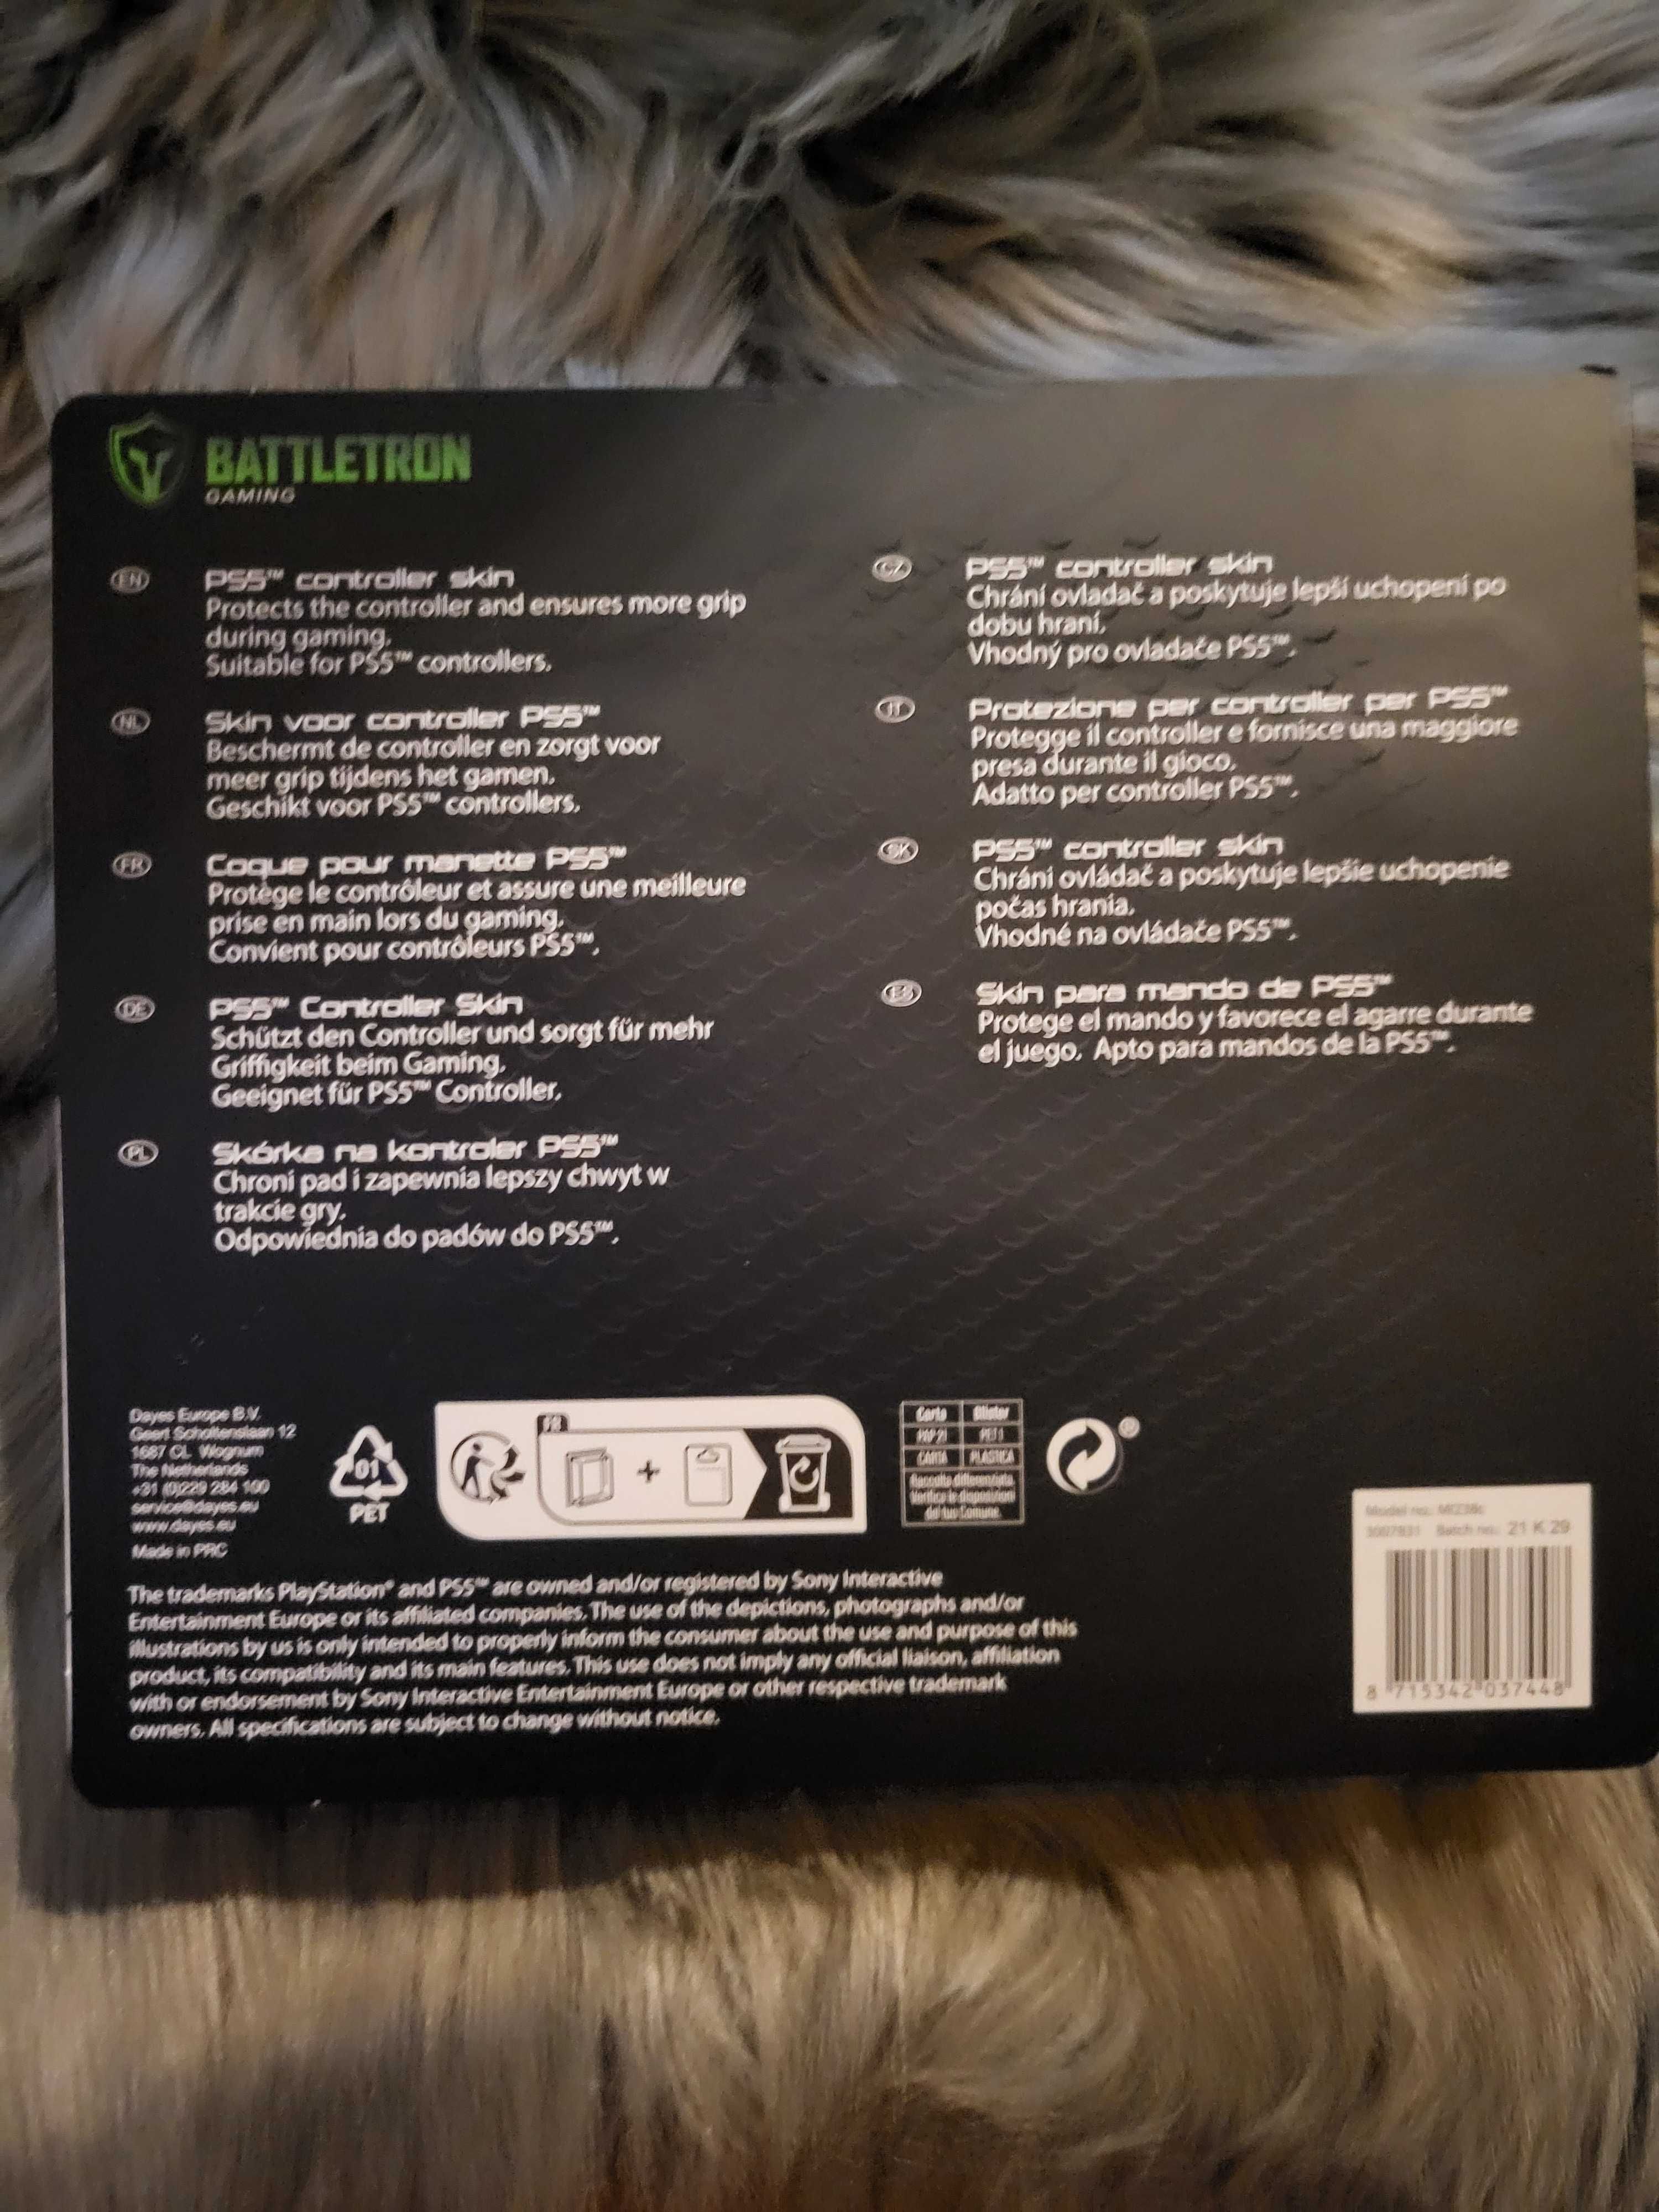 BATTLETRON
GAMING
EN
PS5™ controller skin
Protects the controller and ensures more grip
during gaming.
Suitable for PS5™ controllers.
NL
Skin voor controller PS5™
Beschermt de controller en zorgt voor
meer grip tijdens het gamen.
Geschikt voor PS5™ controllers.
FR
Coque pour manette PS5™
Protège le contrôleur et assure une meilleure
prise en main lors du gaming.
Convient pour contrôleurs PS5™.
DE
PS5™ Controller Skin
Schützt den Controller und sorgt für mehr
Griffigkeit beim Gaming.
Geeignet für PS5™ Controller.
PL
Skórka na kontroler PS5™
Chroni pad i zapewnia lepszy chwyt w
trakcie gry.
Odpowiednia do padów do PS5™.
CZ
PS5™ controller skin
Chrání ovladač a poskytuje lepší uchopení po
dobu hraní.
Vhodný pro ovladače PS5™.
IT
Protezione per controller per PS5™
Protegge il controller e fornisce una maggiore
presa durante il gioco.
Adatto per controller PS5™.
SK
PS5™ controller skin
Chráni ovládač a poskytuje lepšie uchopenie
počas hrania.
Vhodné na ovládače PS5™.
ES
Skin para mando de PS5™
Protege el mando y favorece el agarre durante
el juego. Apto para mandos de la PS5™.
Dayes Europe B.V.
Geert Scholtenslaan 12
1687 CL Wognum
The Netherlands
+31 (0)229 284 100
service@dayes.eu
www.dayes.eu
Made in PRC
01
PET
FR
+
Carta Blister
PAP 21 PET 1
CARTA PLASTICA
Raccolta differenziata.
Verifica le disposizioni
del tuo Comune.
®
Model no.:
Batch no.: 21 K 29
8 715342 037448
The trademarks PlayStation® and PS5™ are owned and/or registered by Sony Interactive
Entertainment Europe or its affiliated companies. The use of the depictions, photographs and/or
illustrations by us is only intended to properly inform the consumer about the use and purpose of this
product, its compatibility and its main features. This use does not imply any official liaison, affiliation
with or endorsement by Sony Interactive Entertainment Europe or other respective trademark
owners. All specifications are subject to change without notice.